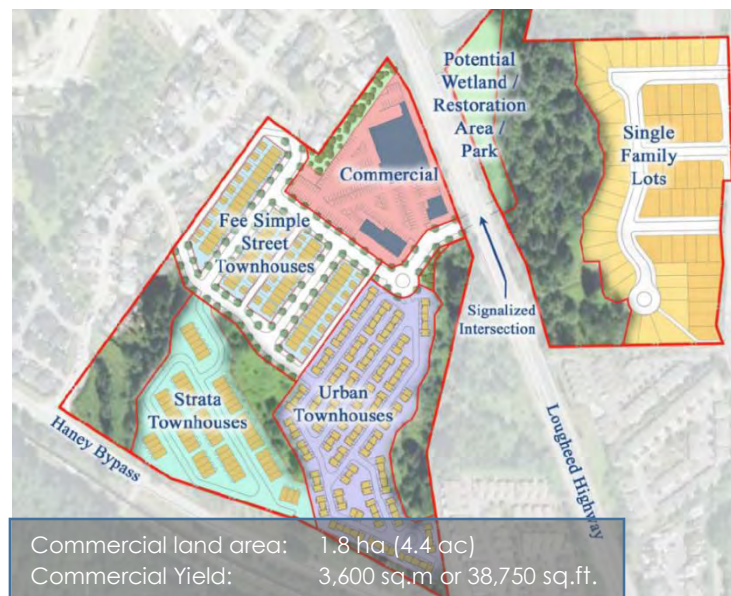 Potential
Wetland /
Restoration
Area /
Park
Single
Family
Lots
Commercial
Fee Simple
Street
Townhouses
Signalized
Intersection
Strata
Townhouses
Urban
Townhouses
Haney Bypass
Lougheed Highway
Commercial land area: 1.8 ha (4.4 ac)
Commercial Yield: 3,600 sq.m or 38,750 sq.ft.